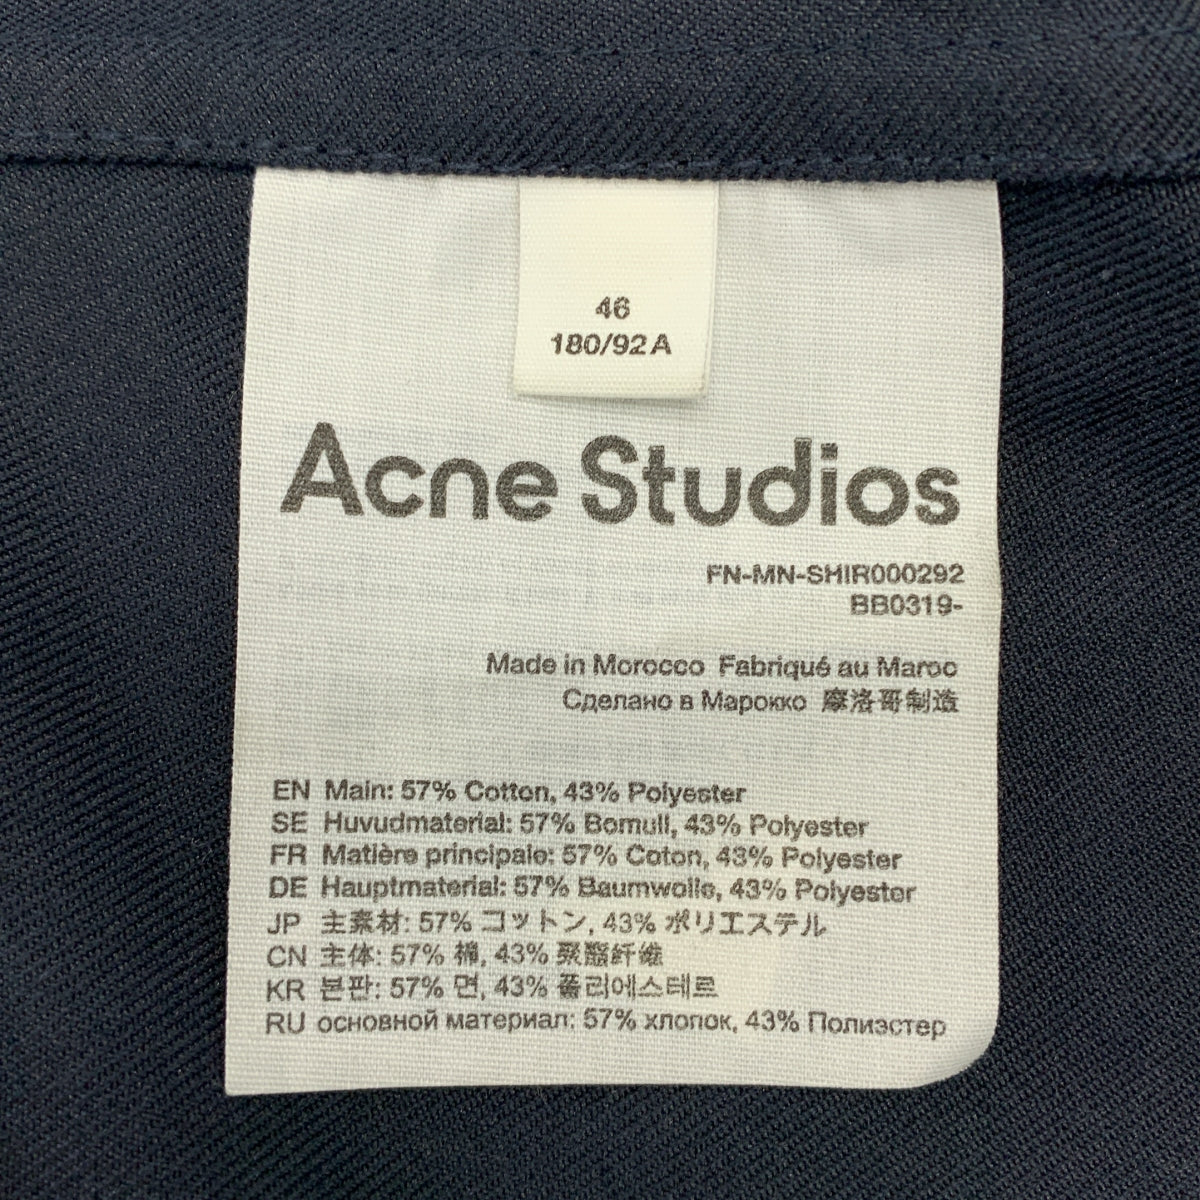 46
180/92A
Acne Studios
FN-MN-SHIR000292
BB0319-
Made in Morocco Fabriqué au Maroc
Сделано в Марокко 摩洛哥制造
EN Main: 57% Cotton, 43% Polyester
SE Huvudmaterial: 57% Bomull, 43% Polyester
FR Matière principale: 57% Coton, 43% Polyester
DE Hauptmaterial: 57% Baumwolle, 43% Polyester
JP 主素材: 57% コットン, 43% ポリエステル
CN 主体: 57% 棉, 43% 聚酯纤维
KR 본판: 57% 면, 43% 폴리에스테르
RU основной материал: 57% хлопок, 43% Полиэстер